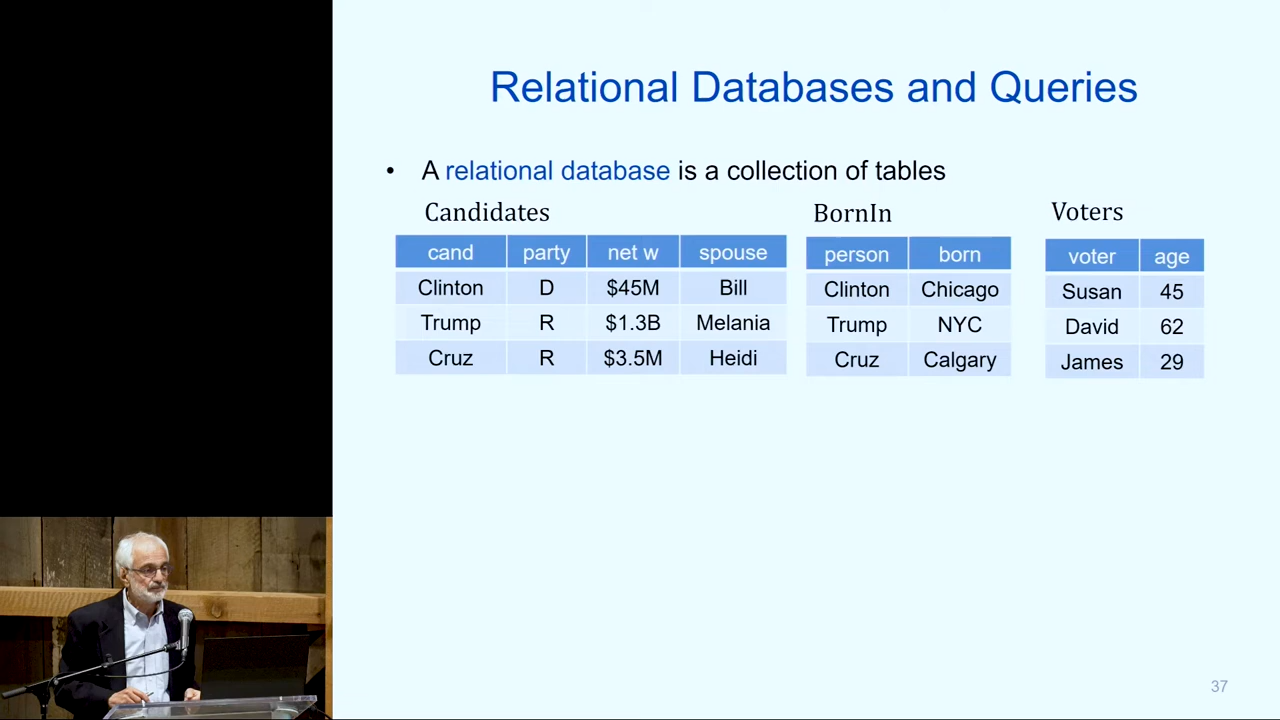 Relational Databases and Queries
• A relational database is a collection of tables
Candidates
cand party net w spouse
Clinton D $45M Bill
Trump R $1.3B Melania
Cruz R $3.5M Heidi
BornIn
person born
Clinton Chicago
Trump NYC
Cruz Calgary
Voters
voter age
Susan 45
David 62
James 29
37